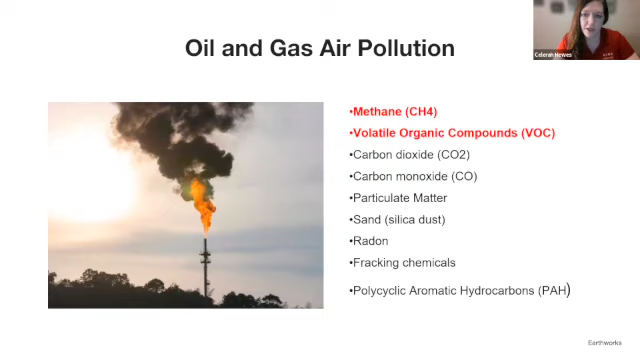 Oil and Gas Air Pollution
Celerah Hewes
•Methane (CH4)
•Volatile Organic Compounds (VOC)
•Carbon dioxide (CO2)
•Carbon monoxide (CO)
•Particulate Matter
•Sand (silica dust)
•Radon
•Fracking chemicals
•Polycyclic Aromatic Hydrocarbons (PAH)
Earthworks